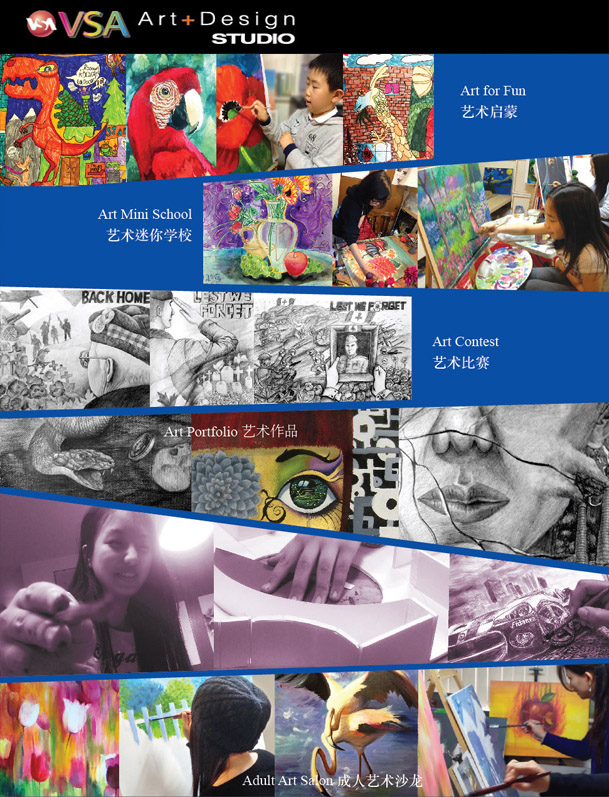 VSA VSA Art+Design
STUDIO
Art for Fun
艺术启蒙
Art Mini School
艺术迷你学校
BACK HOME
LEST WE
FORGET
LEST WE FORGET
Art Contest
艺术比赛
Art Portfolio 艺术作品
Adult Art Salon 成人艺术沙龙